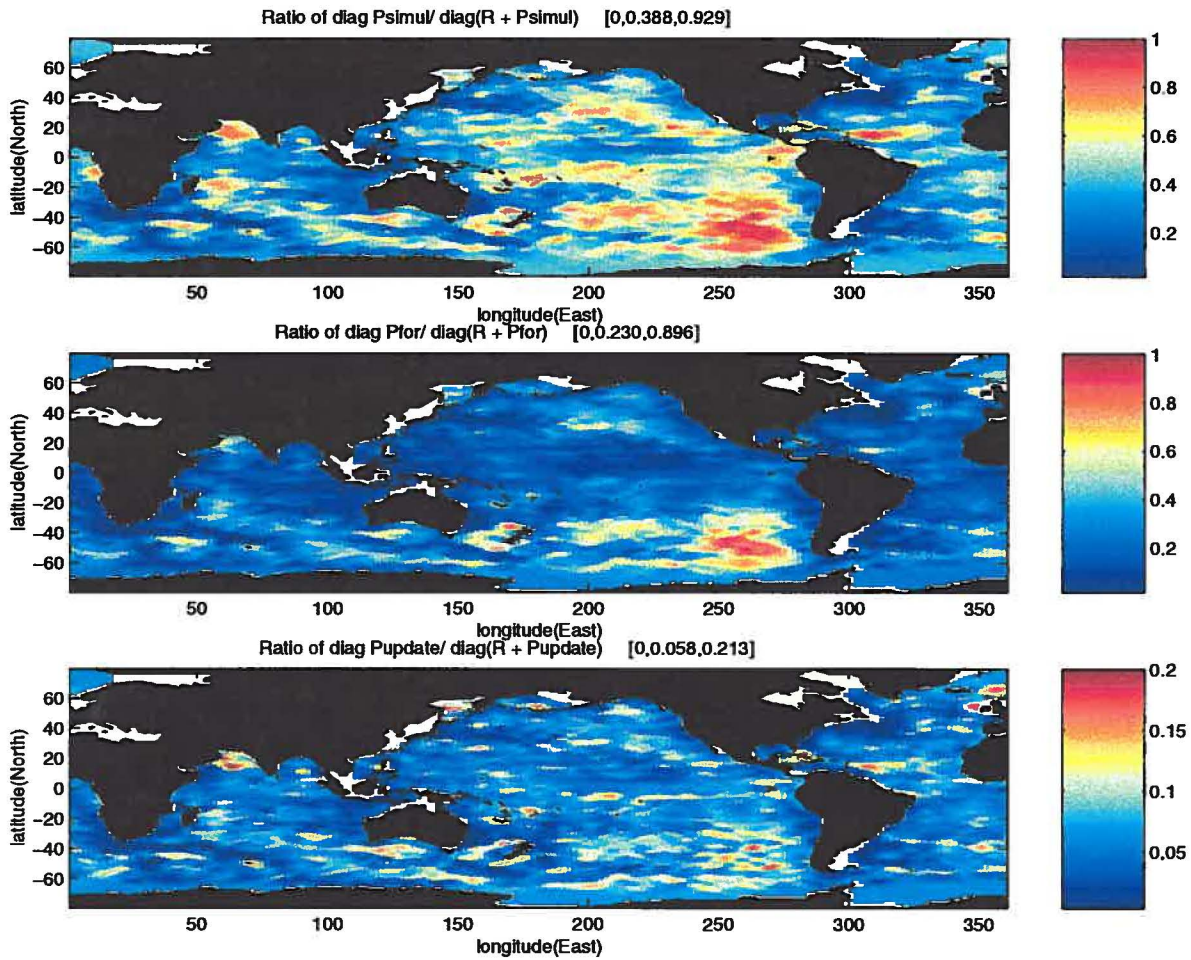 Ratio of diag Psimul/ diag(R + Psimul) [0,0.388,0.929]
latitude(North)
60
40
20
0
−20
−40
−60
50 100 150 200 250 300 350
longitude(East)
1
0.8
0.6
0.4
0.2
Ratio of diag Pfor/ diag(R + Pfor) [0,0.230,0.896]
latitude(North)
60
40
20
0
−20
−40
−60
50 100 150 200 250 300 350
longitude(East)
1
0.8
0.6
0.4
0.2
Ratio of diag Pupdate/ diag(R + Pupdate) [0,0.058,0.213]
latitude(North)
60
40
20
0
−20
−40
−60
50 100 150 200 250 300 350
longitude(East)
0.2
0.15
0.1
0.05